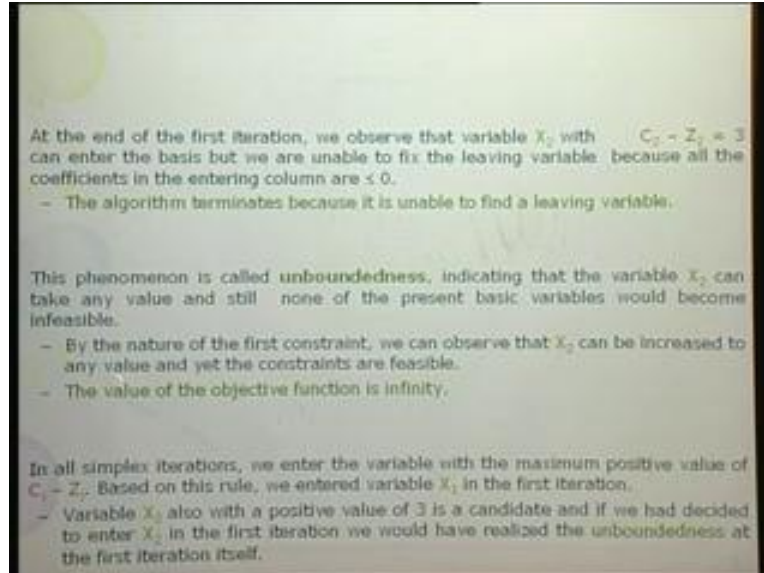 At the end of the first iteration, we observe that variable X₂ with C₂ - Z₂ = 3
can enter the basis but we are unable to fix the leaving variable because all the
coefficients in the entering column are ≤ 0.
– The algorithm terminates because it is unable to find a leaving variable.
This phenomenon is called unboundedness, indicating that the variable X₂ can
take any value and still none of the present basic variables would become
infeasible.
– By the nature of the first constraint, we can observe that X₂ can be increased to
any value and yet the constraints are feasible.
– The value of the objective function is infinity.
In all simplex iterations, we enter the variable with the maximum positive value of
Cⱼ - Zⱼ. Based on this rule, we entered variable X₁ in the first iteration.
– Variable X₂ also with a positive value of 3 is a candidate and if we had decided
to enter X₂ in the first iteration we would have realized the unboundedness at
the first iteration itself.